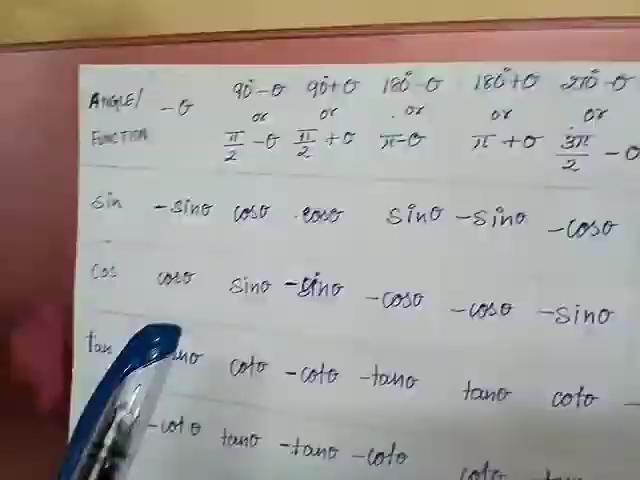 ANGLE/ -θ 90°-θ 90°+θ 180°-θ 180°+θ 270°-θ
or or or or or
FUNCTION π/2 -θ π/2 +θ π-θ π+θ 3π/2 -θ
sin -sinθ cosθ cosθ sinθ -sinθ -cosθ
cos cosθ sinθ -sinθ -cosθ -cosθ -sinθ
tan cotθ -cotθ -tanθ tanθ cotθ
-cotθ tanθ -tanθ -cotθ